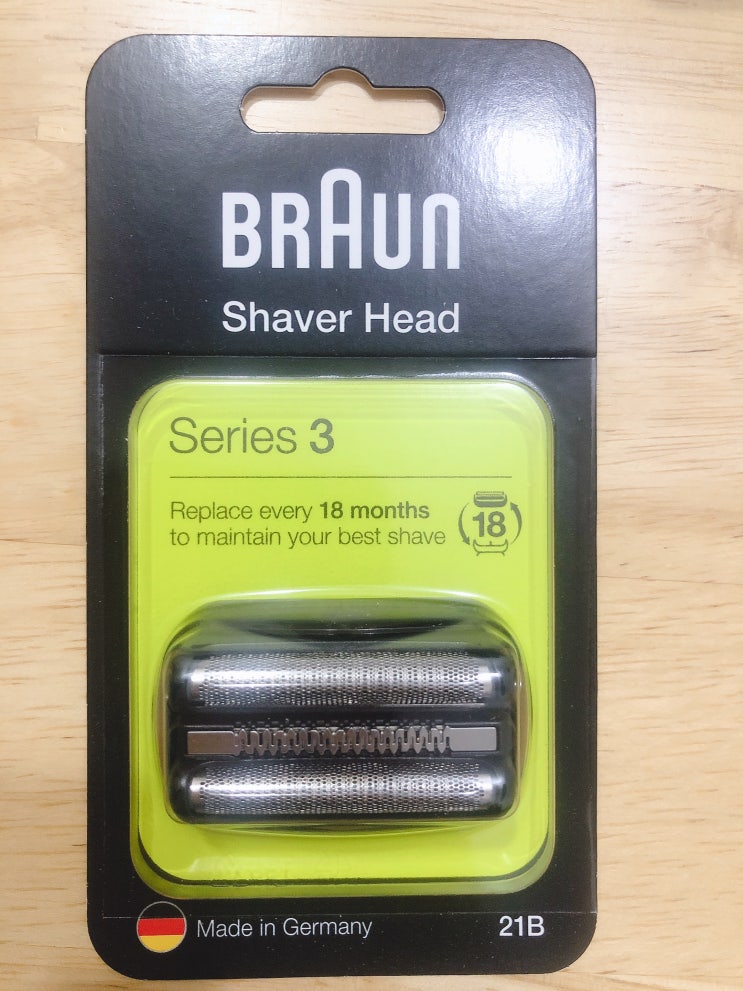 BRAUN
Shaver Head
Series 3
Replace every 18 months
to maintain your best shave
18
Made in Germany
21B